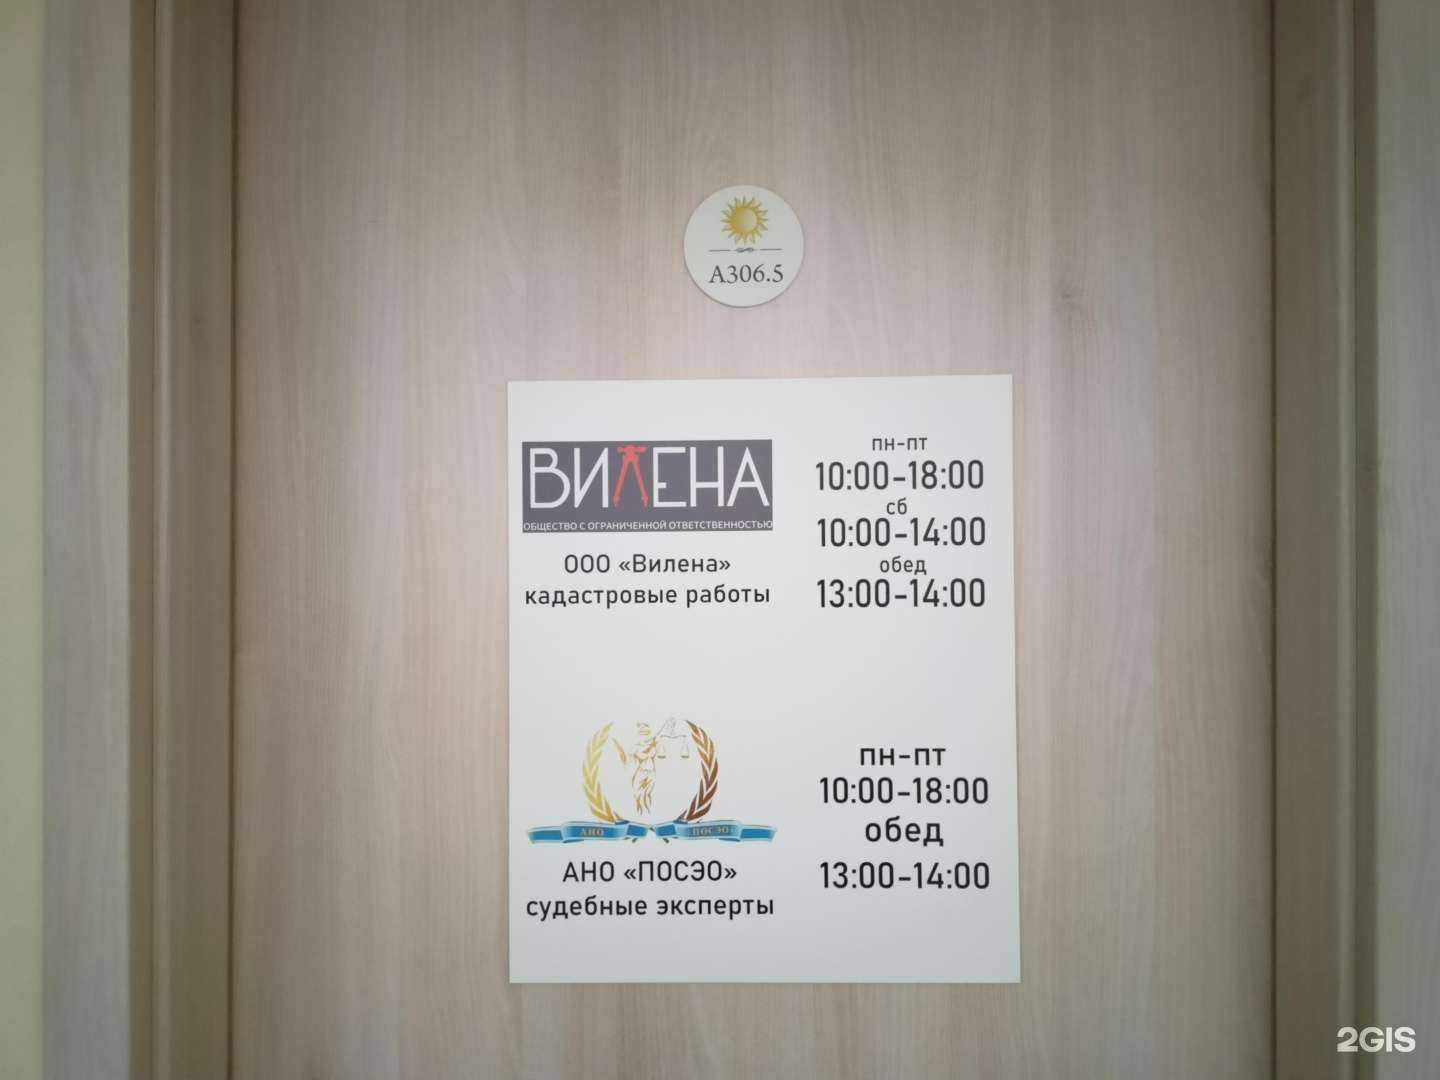 А306.5
ВИЛЕНА
ОБЩЕСТВО С ОГРАНИЧЕННОЙ ОТВЕТСТВЕННОСТЬЮ
ООО «Вилена»
кадастровые работы
пн-пт
10:00-18:00
сб
10:00-14:00
обед
13:00-14:00
АНО ПОСЭО
АНО «ПОСЭО»
судебные эксперты
пн-пт
10:00-18:00
обед
13:00-14:00
2GIS